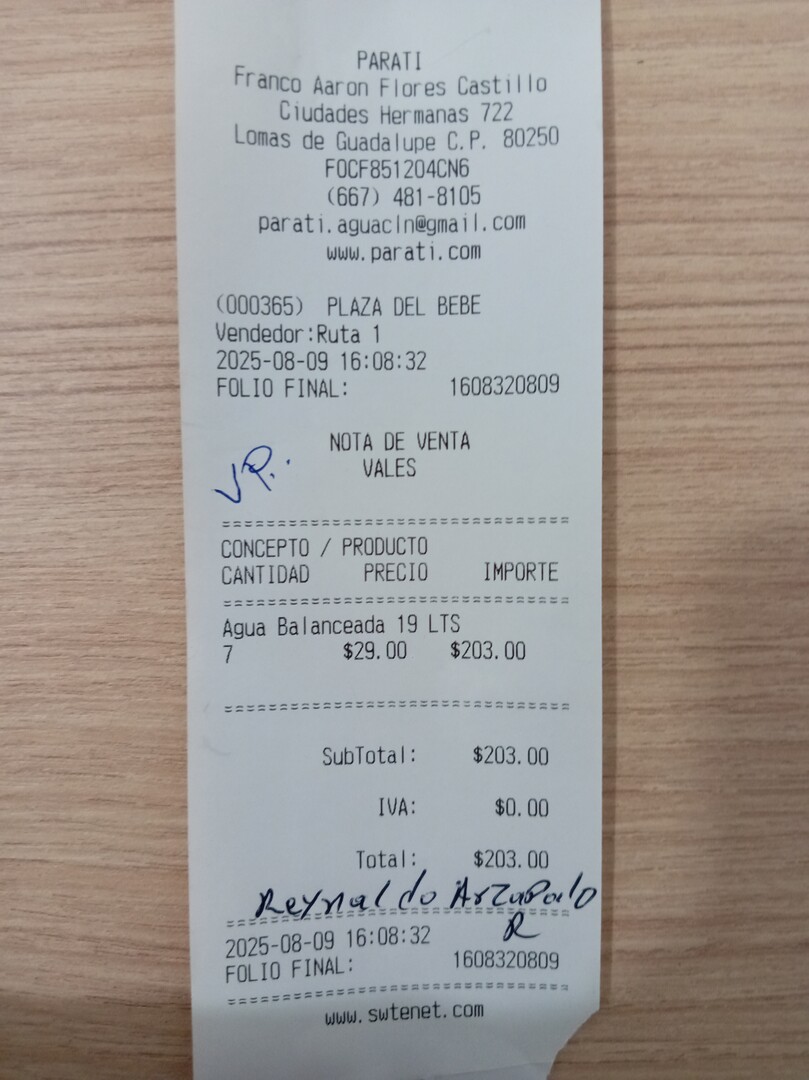 PARATI
Franco Aaron Flores Castillo
Ciudades Hermanas 722
Lomas de Guadalupe C.P. 80250
FOCF851204CN6
(667) 481-8105
parati.aguacln@gmail.com
www.parati.com
(000365) PLAZA DEL BEBE
Vendedor:Ruta 1
2025-08-09 16:08:32
FOLIO FINAL: 1608320809
NOTA DE VENTA
VALES
==============================
CONCEPTO / PRODUCTO
CANTIDAD PRECIO IMPORTE
==============================
Agua Balanceada 19 LTS
7 $29.00 $203.00
==============================
SubTotal: $203.00
IVA: $0.00
Total: $203.00
Reynaldo Arzapalo
R
==============================
2025-08-09 16:08:32
FOLIO FINAL: 1608320809
==============================
www.swtenet.com